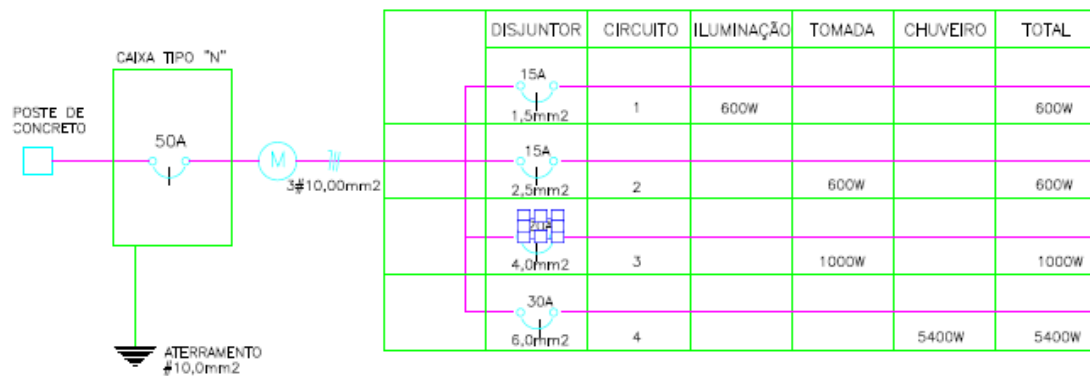 DISJUNTOR CIRCUITO ILUMINAÇÃO TOMADA CHUVEIRO TOTAL
CAIXA TIPO "N"
POSTE DE
CONCRETO
50A
M
3#10,00mm2
ATERRAMENTO
#10,0mm2
15A
1,5mm2 1 600W 600W
15A
2,5mm2 2 600W 600W
4,0mm2 3 1000W 1000W
30A
6,0mm2 4 5400W 5400W